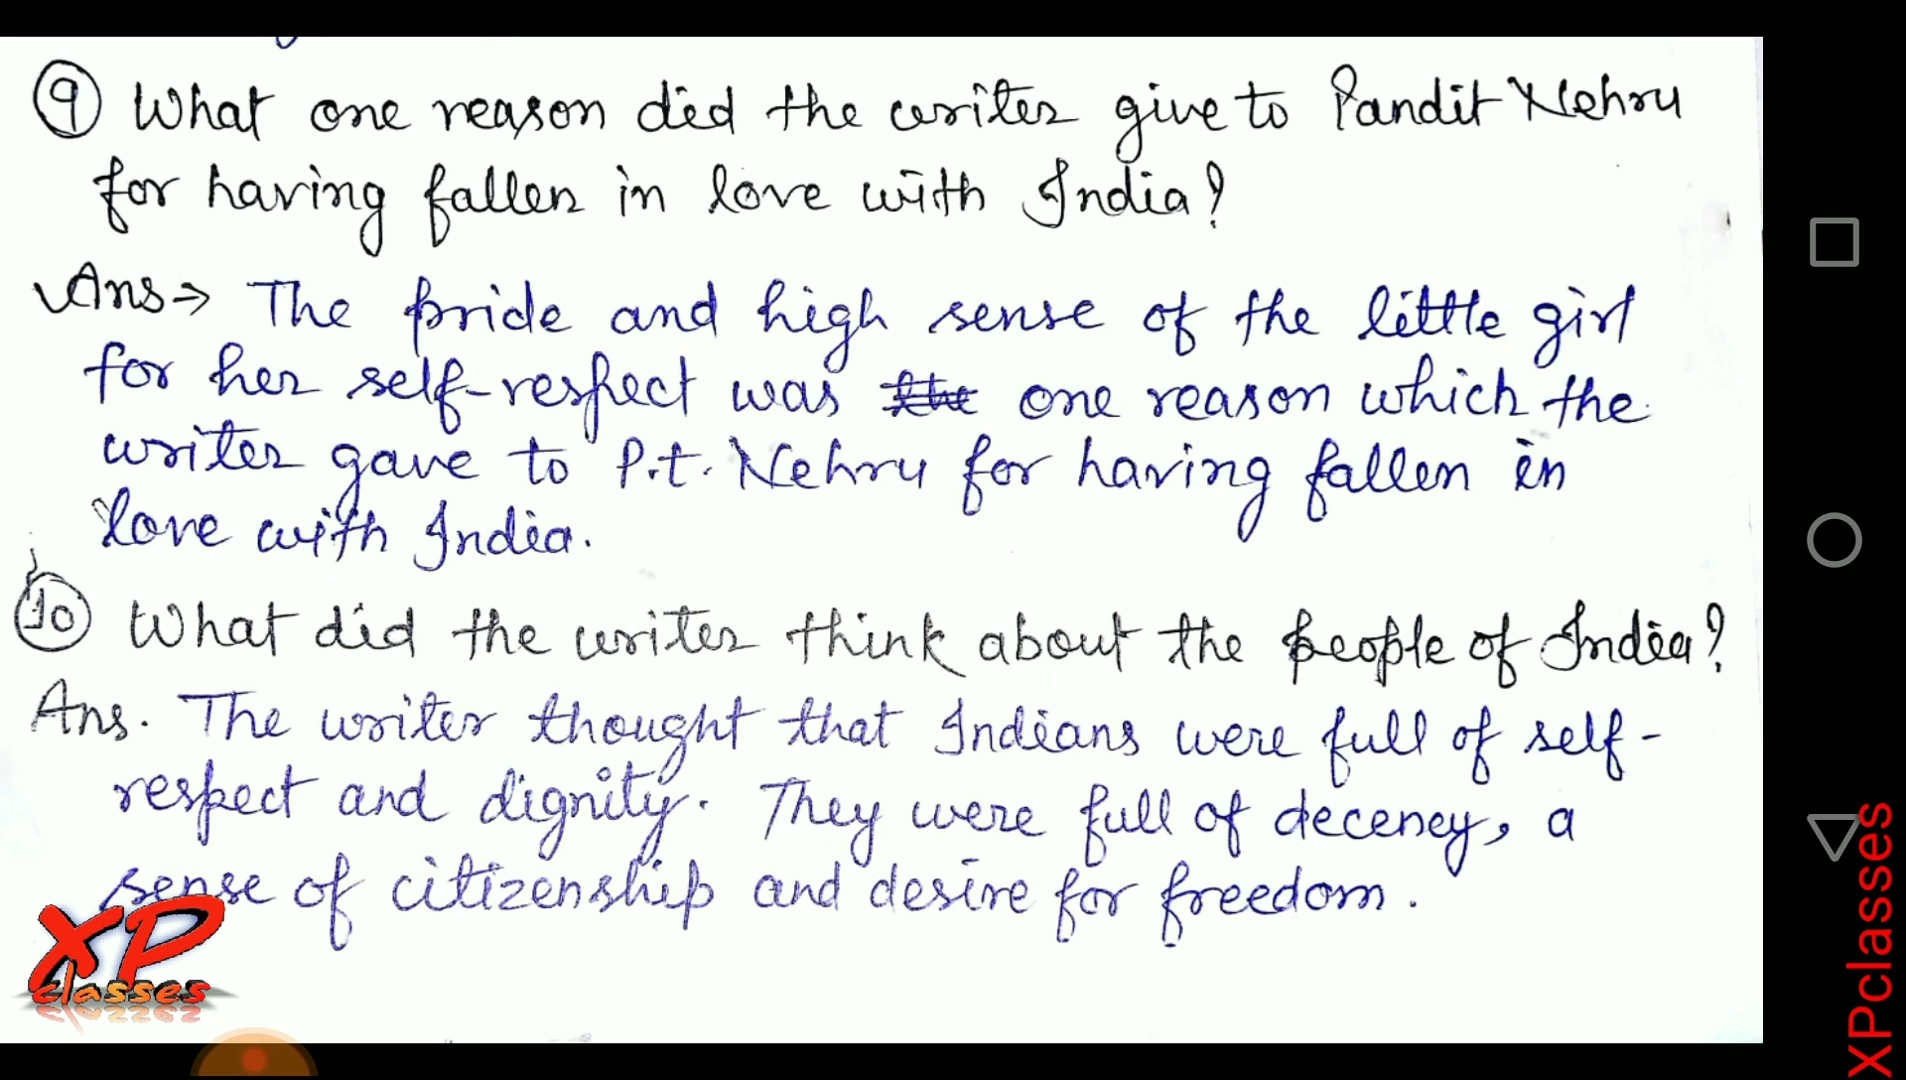 9 What one reason did the writer give to Pandit Nehru
for having fallen in love with India?
Ans⇒ The pride and high sense of the little girl
for her self-respect was the one reason which the
writer gave to P.t. Nehru for having fallen in
love with India.
10 What did the writer think about the people of India?
Ans. The writer thought that Indians were full of self-
respect and dignity. They were full of decency, a
sense of citizenship and desire for freedom.
XP
classes
XPclasses